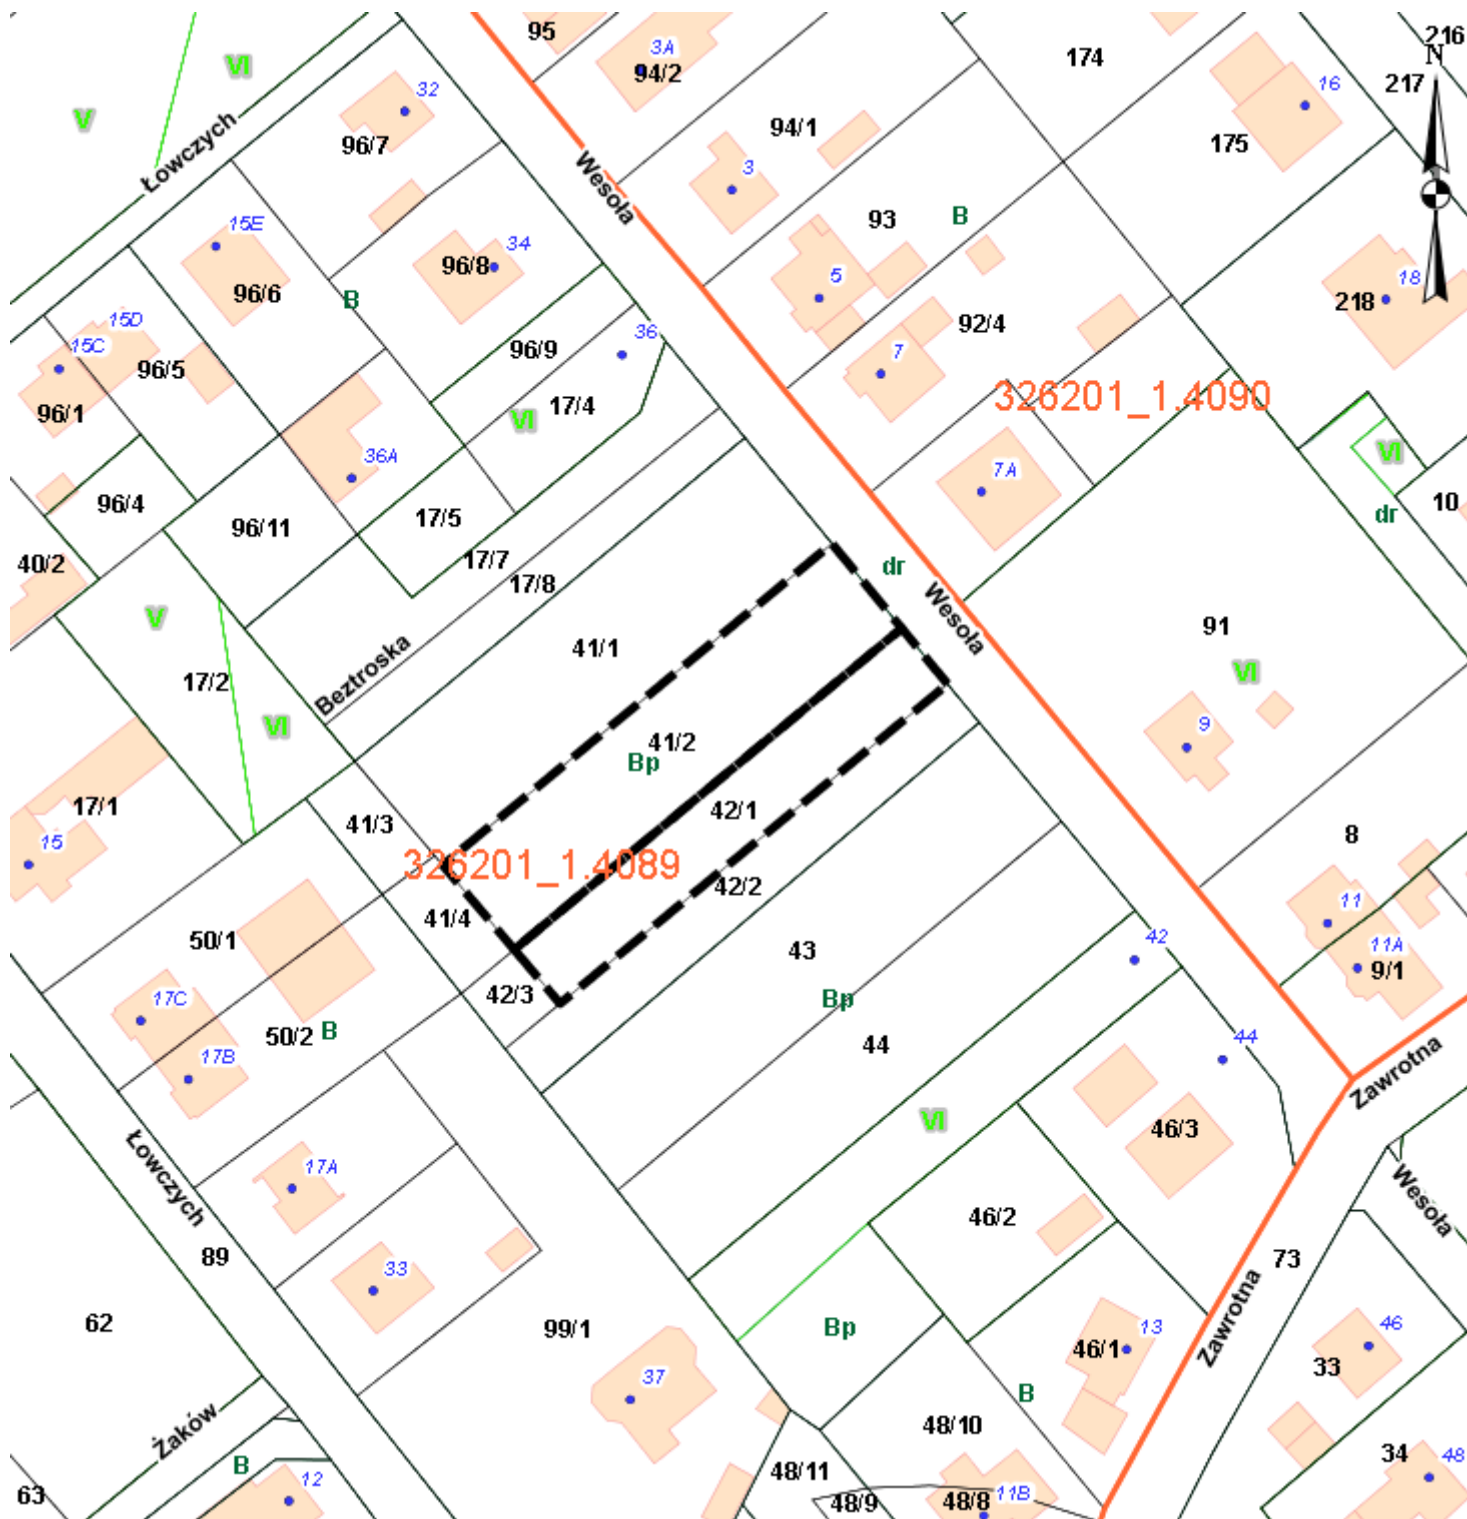 95
3A
94/2
174
216
N
217
VI
V
32
96/7
Łowczych
94/1
16
175
Wesoła
3
15E
96/6
34
96/8
93
B
5
18
218
B
15D
15C
96/5
96/1
96/9
36
92/4
7
326201_1.4090
17/4
VI
36A
7A
VI
dr
10
96/4
96/11
17/5
40/2
17/7
17/8
dr
Wesoła
V
91
41/1
VI
17/2
Beztroska
VI
9
41/2
Bp
17/1
42/1
15
41/3
8
326201_1.4089
42/2
11
41/4
50/1
43
42
11A
9/1
42/3
Bp
17C
50/2
B
44
44
17B
Zawrotna
VI
46/3
Łowczych
17A
Wesoła
46/2
89
73
33
62
99/1
Bp
Zawrotna
13
46/1
46
33
37
B
Żaków
48/10
34
B
48/11
48
12
63
48/9
48/8
11B